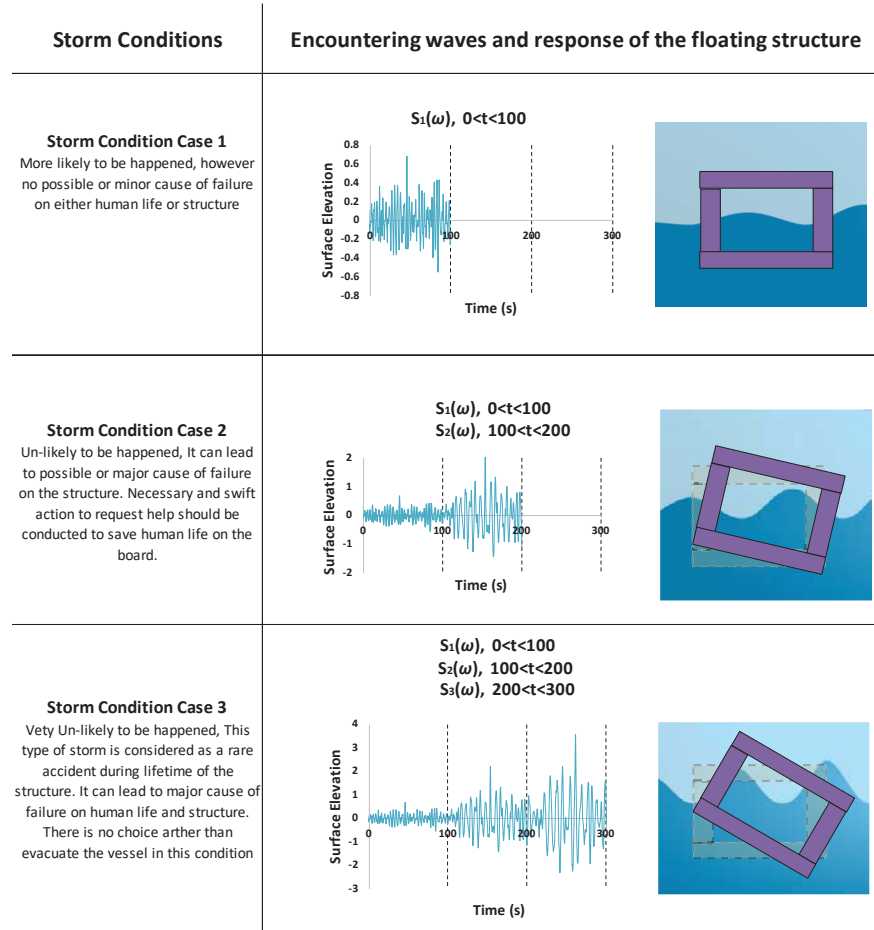 Storm Conditions
Encountering waves and response of the floating structure
Storm Condition Case 1
More likely to be happened, however
no possible or minor cause of failure
on either human life or structure
S₁(ω), 0<t<100
0.8
0.6
0.4
0.2
0
-0.2
-0.4
-0.6
-0.8
0
100
200
300
Surface Elevation
Time (s)
Storm Condition Case 2
Un-likely to be happened, It can lead
to possible or major cause of failure
on the structure. Necessary and swift
action to request help should be
conducted to save human life on the
board.
S₁(ω), 0<t<100
S₂(ω), 100<t<200
2
1
0
-1
-2
0
100
200
300
Surface Elevation
Time (s)
Storm Condition Case 3
Vety Un-likely to be happened, This
type of storm is considered as a rare
accident during lifetime of the
structure. It can lead to major cause of
failure on human life and structure.
There is no choice arther than
evacuate the vessel in this condition
S₁(ω), 0<t<100
S₂(ω), 100<t<200
S₃(ω), 200<t<300
4
3
2
1
0
-1
-2
-3
0
100
200
300
Surface Elevation
Time (s)